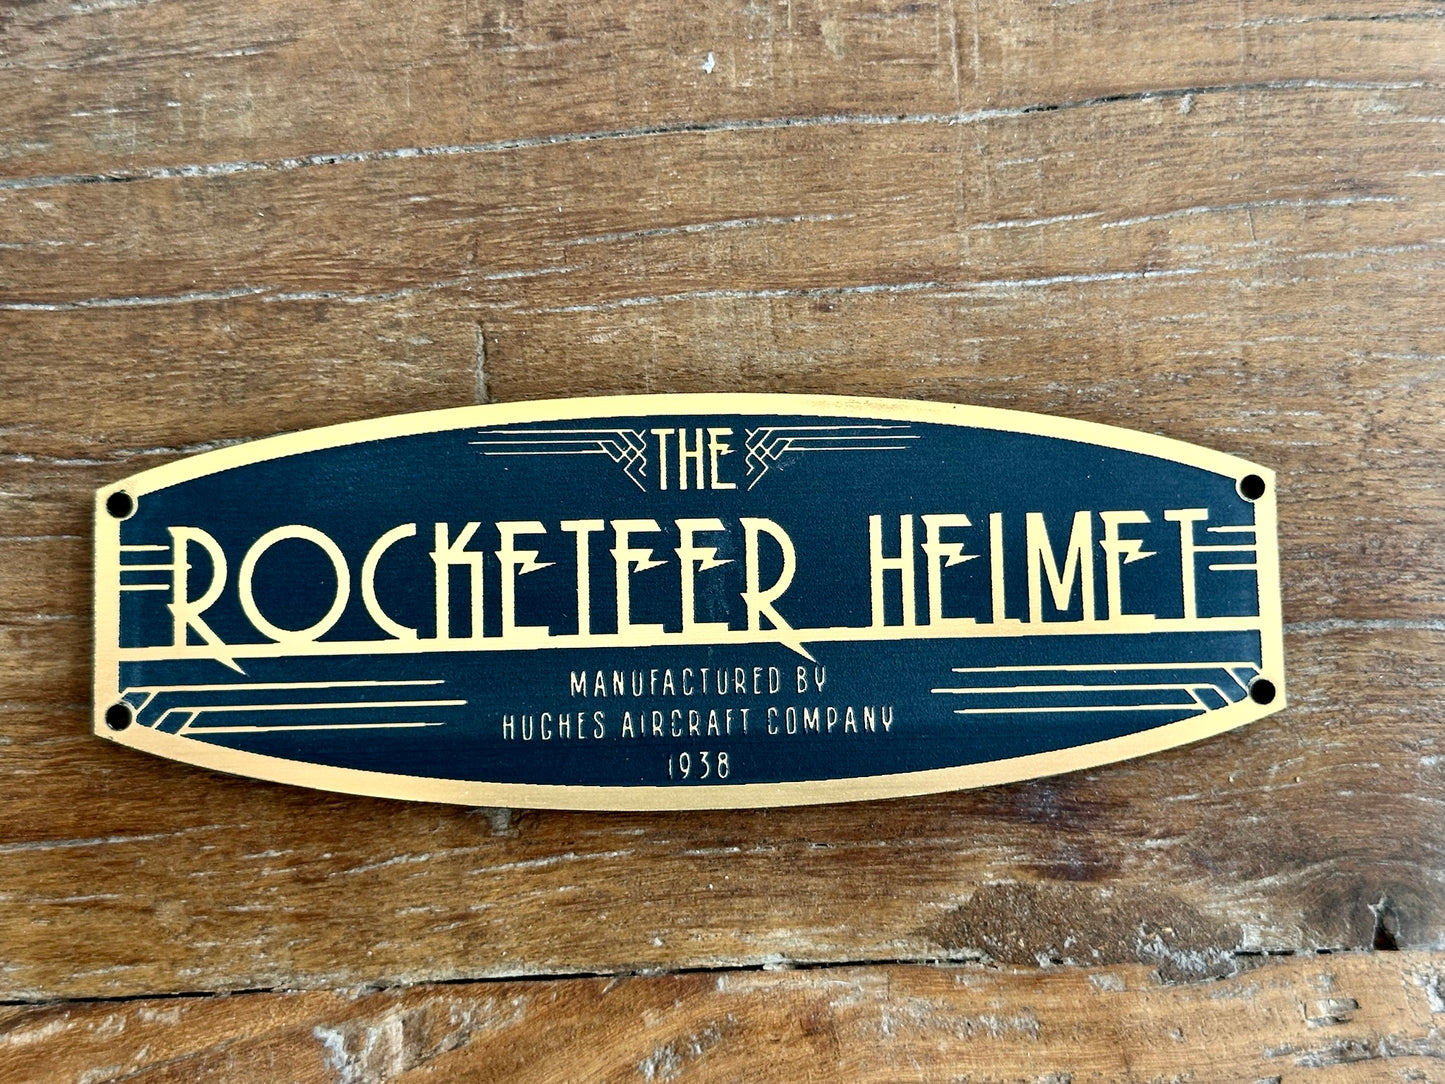 THE
ROCKETEER HELMET
MANUFACTURED BY
HUGHES AIRCRAFT COMPANY
1938